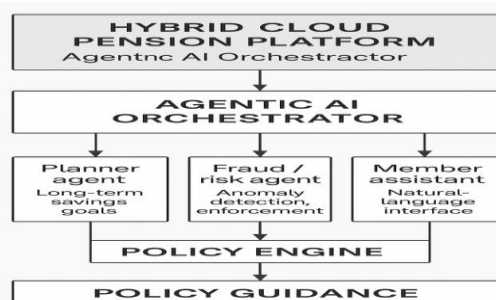 HYBRID CLOUD
PENSION PLATFORM
Agentnc AI Orchestractor
AGENTIC AI
ORCHESTRATOR
Planner
agent
Long-term
savings
goals
Fraud /
risk agent
Anomaly
detection,
enforcement
Member
assistant
Natural-
language
interface
POLICY ENGINE
POLICY GUIDANCE